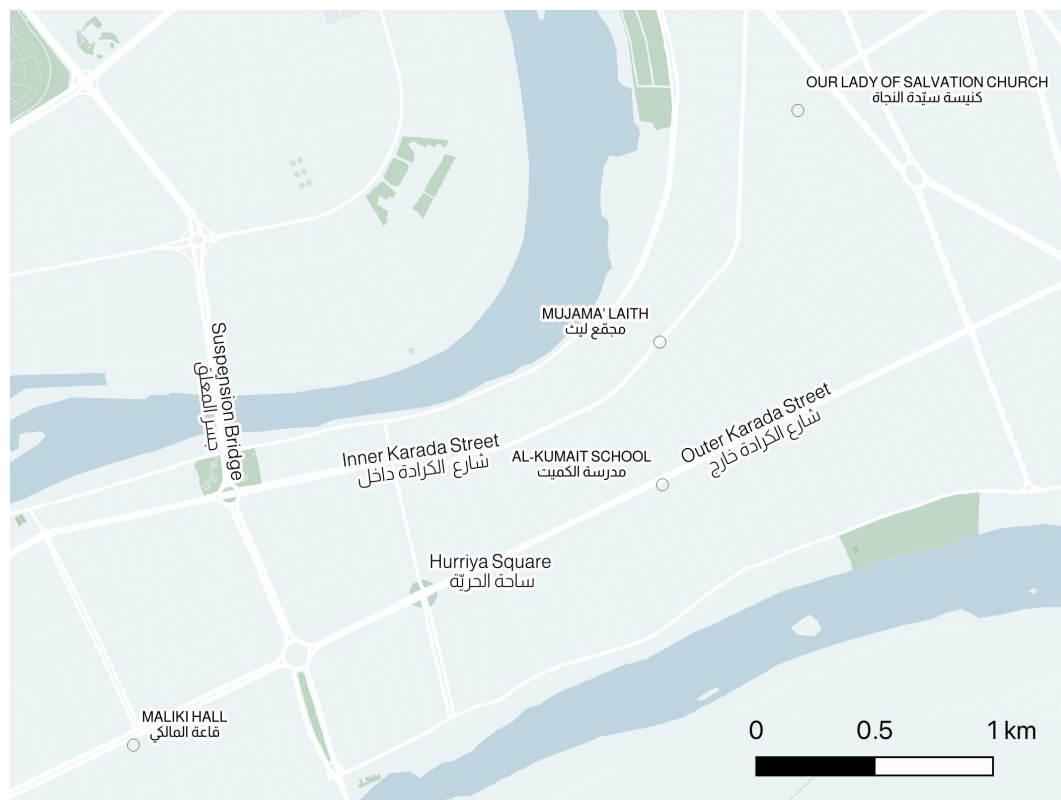 OUR LADY OF SALVATION CHURCH
كنيسة سيّدة النجاة
MUJAMA' LAITH
مجمّع ليث
Suspension Bridge
جسر المعلق
Outer Karada Street
شارع الكرادة خارج
Inner Karada Street
شارع الكرادة داخل
AL-KUMAIT SCHOOL
مدرسة الكميت
Hurriya Square
ساحة الحريّة
MALIKI HALL
قاعة المالكي
0 0.5 1 km